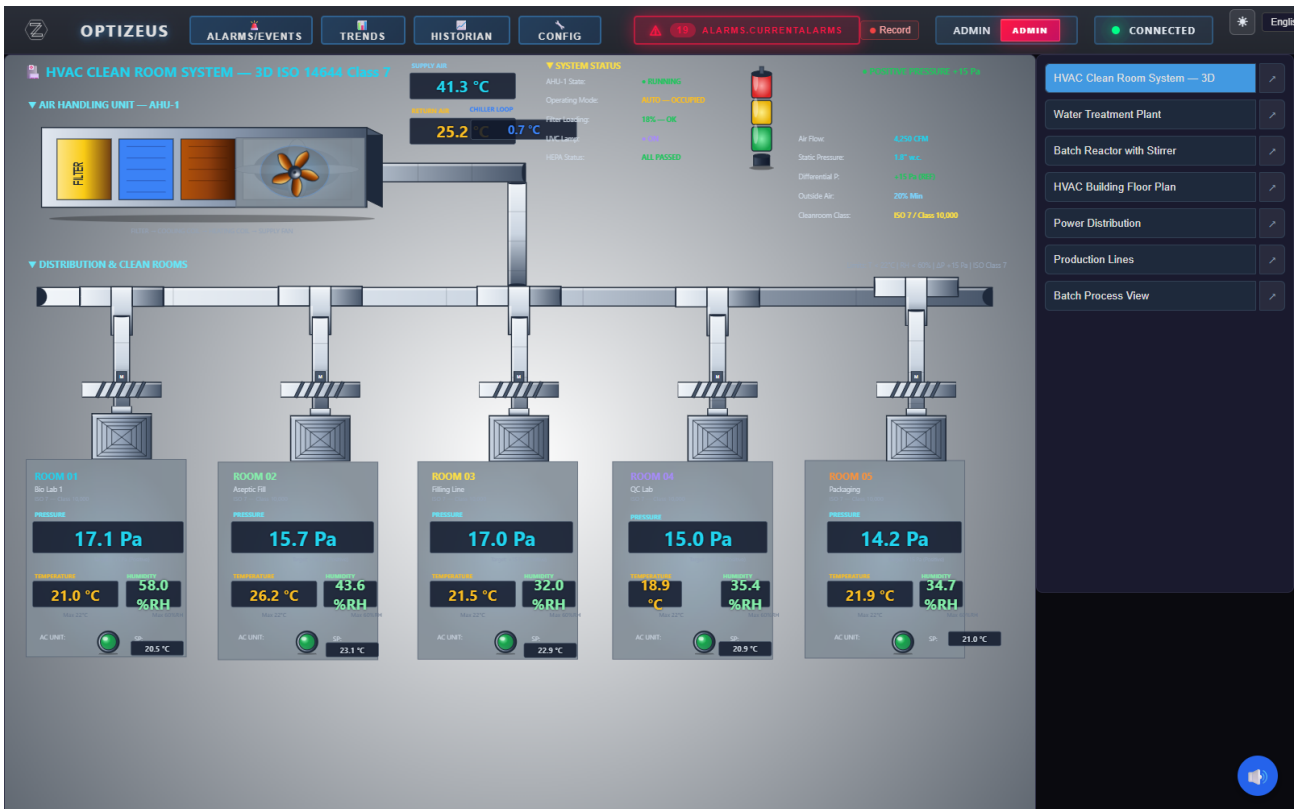 OPTIZEUS
ALARMS/EVENTS
TRENDS
HISTORIAN
CONFIG
19 ALARMS.CURRENTALARMS
Record
ADMIN ADMIN
CONNECTED
HVAC CLEAN ROOM SYSTEM — 3D ISO 14644 Class 7
SUPPLY AIR
41.3 °C
RETURN AIR
25.2 °C
CHILLER LOOP
0.7 °C
▼ SYSTEM STATUS
AHU-1 State: ● RUNNING
Operating Mode: AUTO — OCCUPIED
Filter Loading: 18% — OK
UVC Lamp:
HEPA Status: ALL PASSED
POSITIVE PRESSURE +15 Pa
Air Flow: 4,250 CFM
Static Pressure: 1.8" w.c.
Differential P:
Outside Air: 20% Min
Cleanroom Class: ISO 7 / Class 10,000
▼ AIR HANDLING UNIT — AHU-1
FILTER
▼ DISTRIBUTION & CLEAN ROOMS
M
M
M
M
M
ROOM 01
Bio Lab 1
PRESSURE
17.1 Pa
TEMPERATURE HUMIDITY
21.0 °C 58.0 %RH
AC UNIT: SP: 20.5 °C
ROOM 02
Aseptic Fill
PRESSURE
15.7 Pa
TEMPERATURE HUMIDITY
26.2 °C 43.6 %RH
AC UNIT: SP: 23.1 °C
ROOM 03
Filling Line
PRESSURE
17.0 Pa
TEMPERATURE HUMIDITY
21.5 °C 32.0 %RH
AC UNIT: SP: 22.9 °C
ROOM 04
QC Lab
PRESSURE
15.0 Pa
TEMPERATURE HUMIDITY
18.9 °C 35.4 %RH
AC UNIT: SP: 20.9 °C
ROOM 05
Packaging
PRESSURE
14.2 Pa
TEMPERATURE HUMIDITY
21.9 °C 34.7 %RH
AC UNIT: SP: 21.0 °C
HVAC Clean Room System — 3D
Water Treatment Plant
Batch Reactor with Stirrer
HVAC Building Floor Plan
Power Distribution
Production Lines
Batch Process View